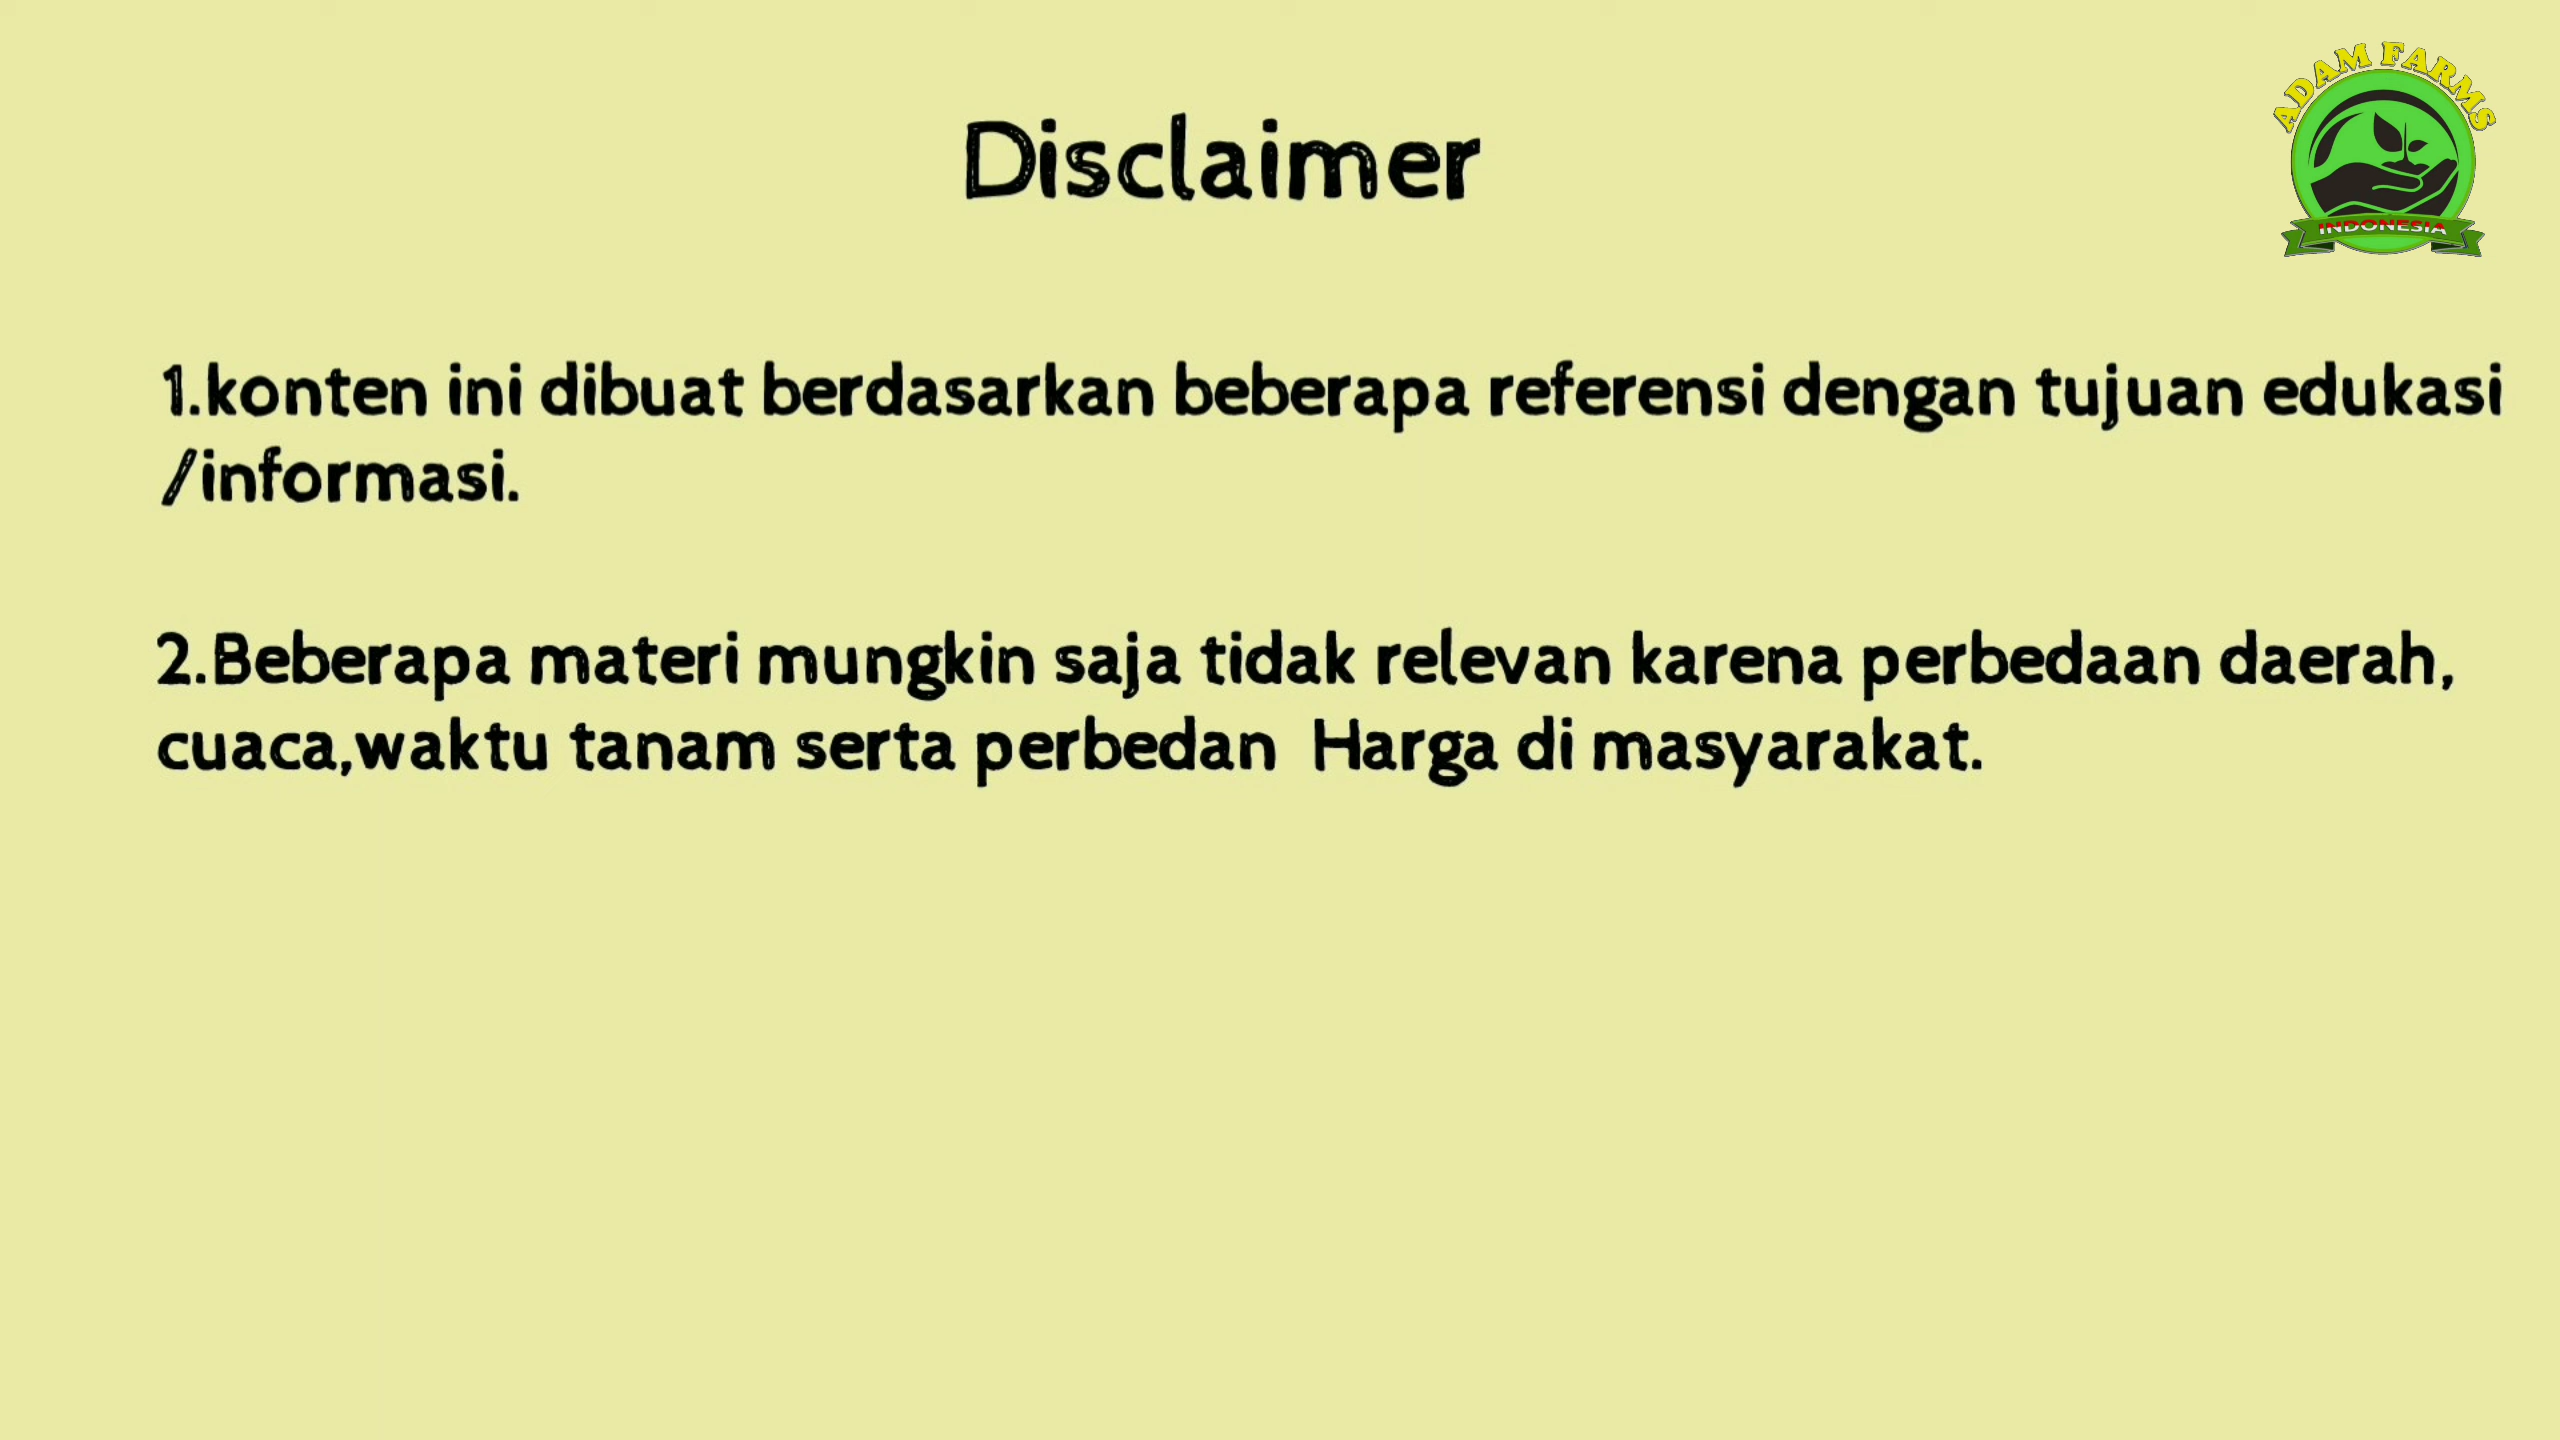 ADAM FARMS
INDONESIA
Disclaimer
1.konten ini dibuat berdasarkan beberapa referensi dengan tujuan edukasi
/informasi.
2.Beberapa materi mungkin saja tidak relevan karena perbedaan daerah,
cuaca,waktu tanam serta perbedan  Harga di masyarakat.